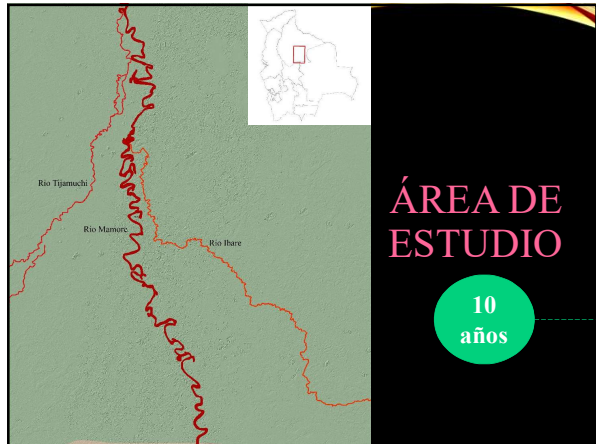 Rio Tijamuchi
Rio Mamore
Rio Ibare
ÁREA DE
ESTUDIO
10
años